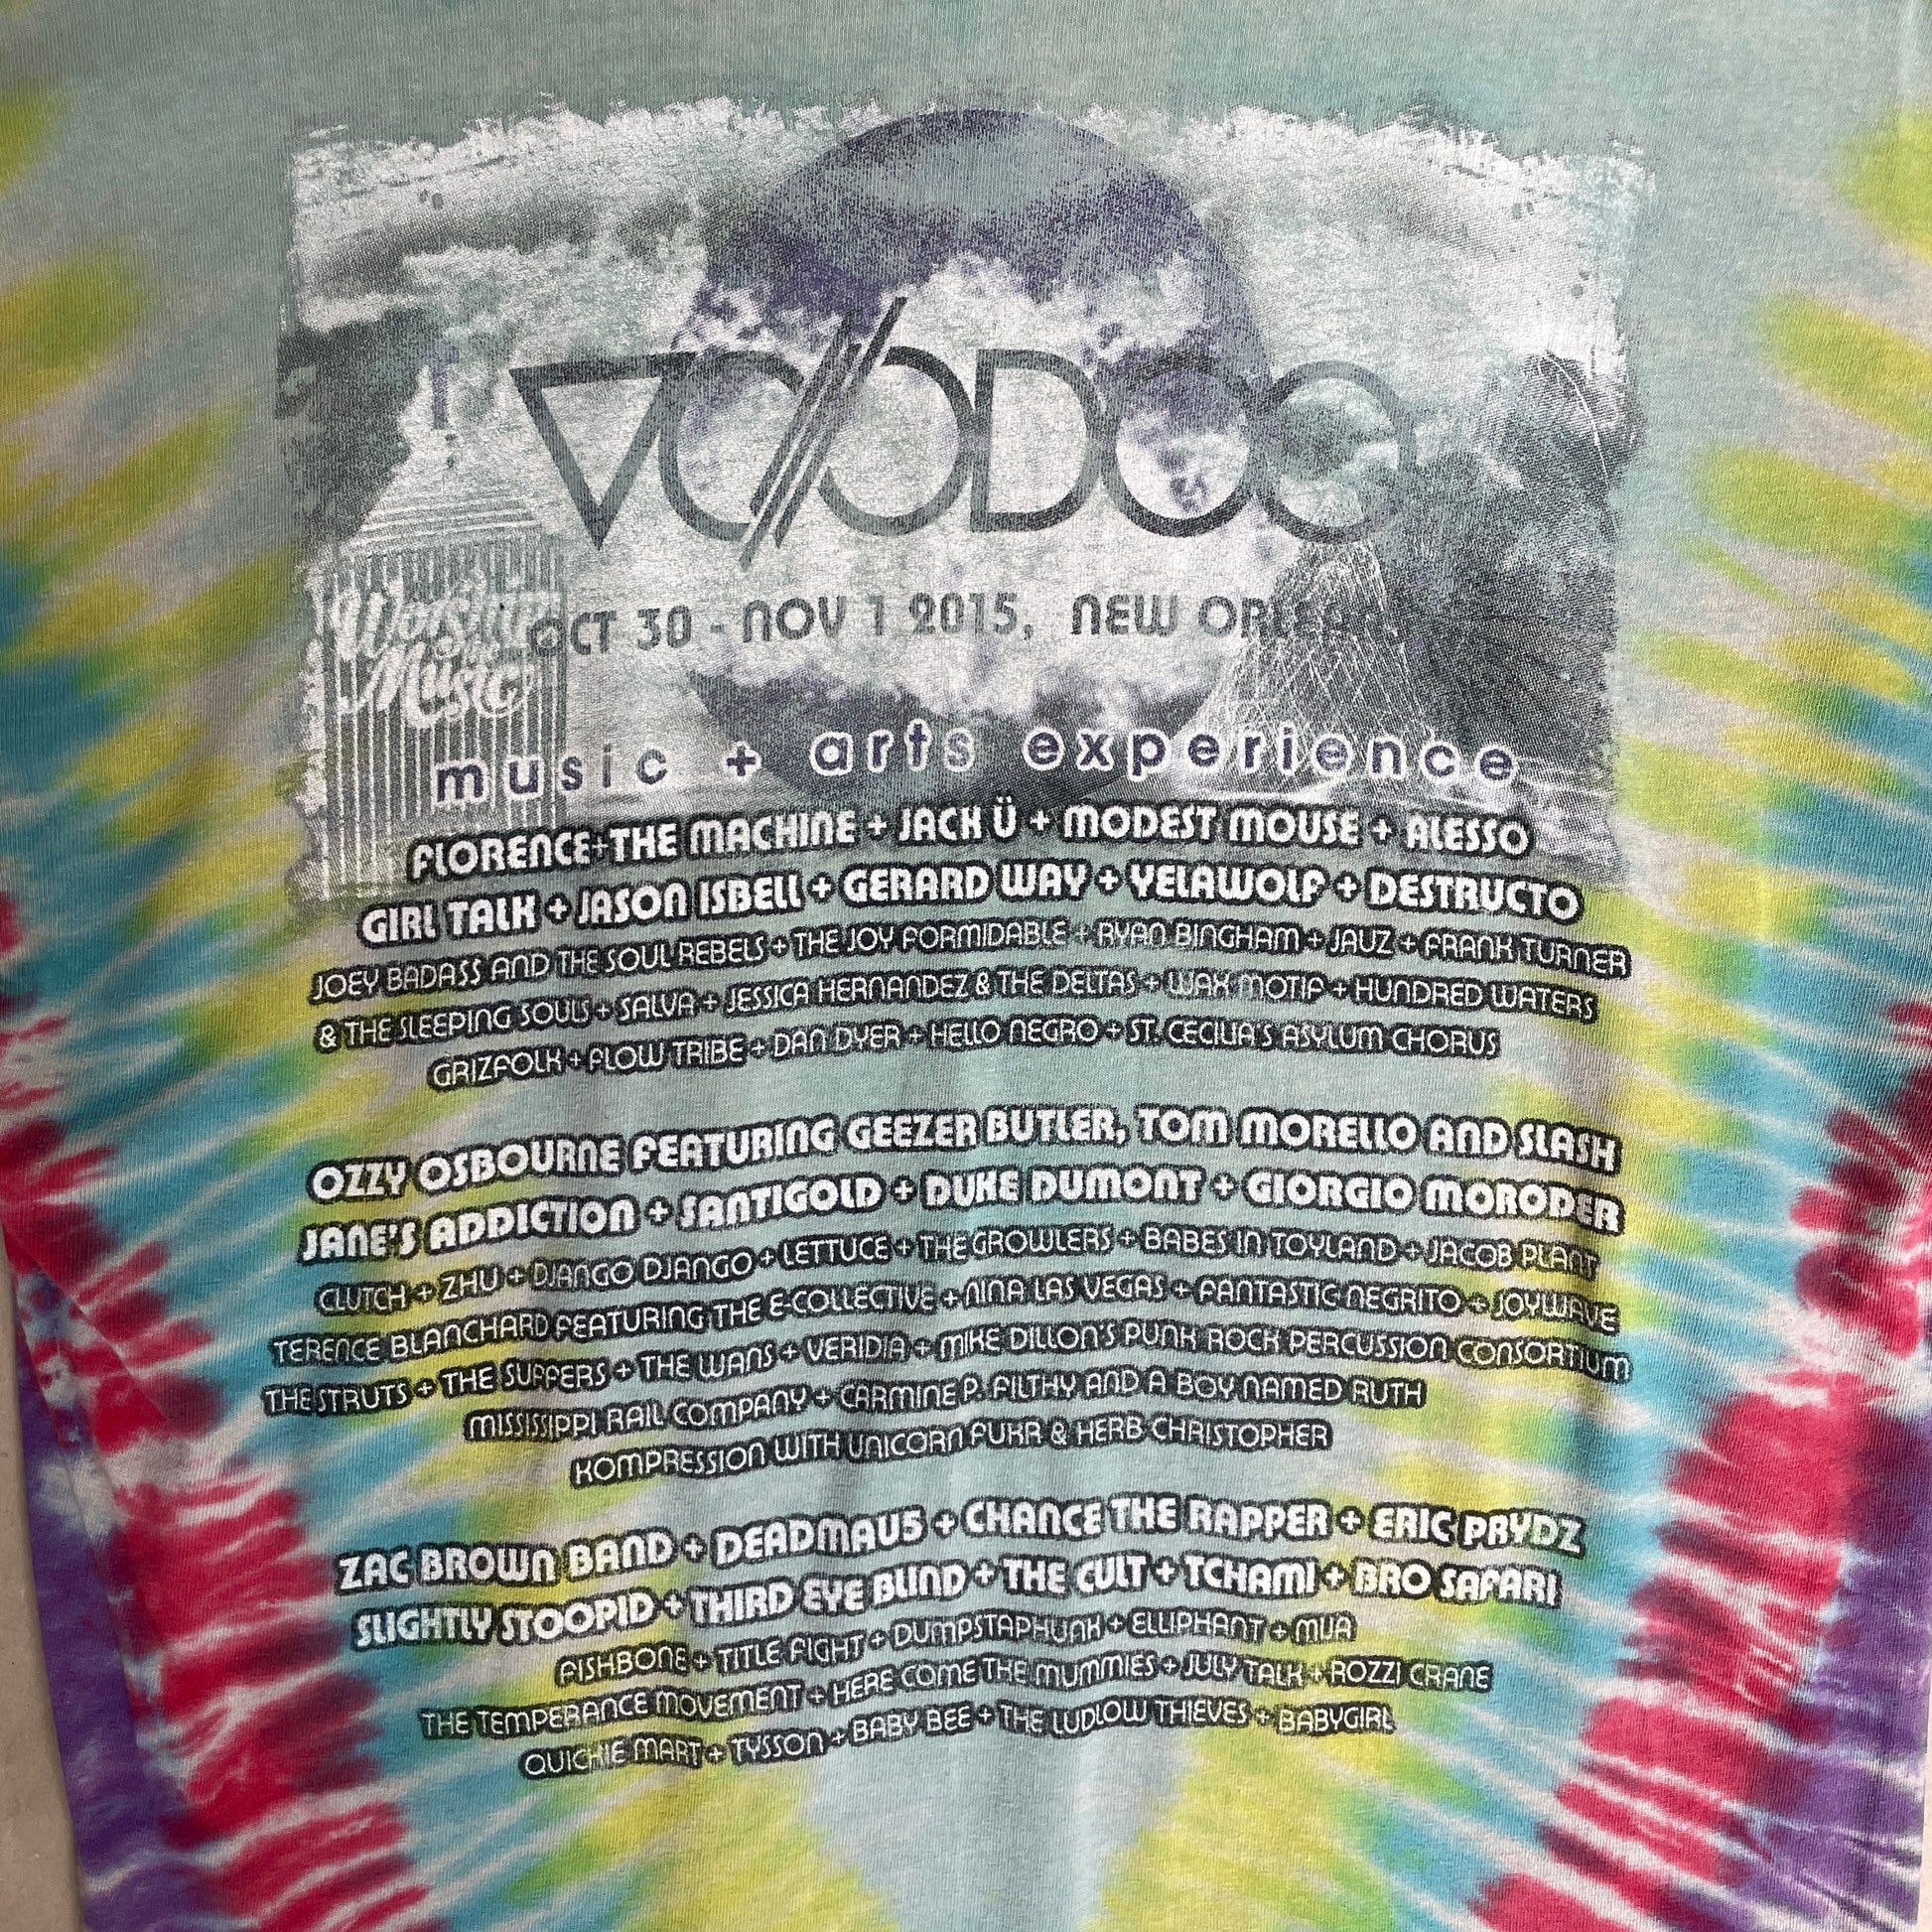 VOODOO
Worship
Music
OCT 30 - NOV 1 2015, NEW ORLEANS
music + arts experience
FLORENCE+THE MACHINE + JACK Ü + MODEST MOUSE + ALESSO
GIRL TALK + JASON ISBELL + GERARD WAY + YELAWOLF + DESTRUCTO
JOEY BADASS AND THE SOUL REBELS + THE JOY FORMIDABLE + RYAN BINGHAM + JAUZ + FRANK TURNER
& THE SLEEPING SOULS + SALVA + JESSICA HERNANDEZ & THE DELTAS + WAX MOTIF + HUNDRED WATERS
GRIZFOLK + FLOW TRIBE + DAN DYER + HELLO NEGRO + ST. CECILIA'S ASYLUM CHORUS
OZZY OSBOURNE FEATURING GEEZER BUTLER, TOM MORELLO AND SLASH
JANE'S ADDICTION + SANTIGOLD + DUKE DUMONT + GIORGIO MORODER
CLUTCH + ZHU + DJANGO DJANGO + LETTUCE + THE GROWLERS + BABES IN TOYLAND + JACOB PLANT
TERENCE BLANCHARD FEATURING THE E-COLLECTIVE + NINA LAS VEGAS + FANTASTIC NEGRITO + JOYWAVE
THE STRUTS + THE SUFFERS + THE WANS + VERIDIA + MIKE DILLON'S PUNK ROCK PERCUSSION CONSORTIUM
MISSISSIPPI RAIL COMPANY + CARMINE P. FILTHY AND A BOY NAMED RUTH
KOMPRESSION WITH UNICORN FUKR & HERB CHRISTOPHER
ZAC BROWN BAND + DEADMAU5 + CHANCE THE RAPPER + ERIC PRYDZ
SLIGHTLY STOOPID + THIRD EYE BLIND + THE CULT + TCHAMI + BRO SAFARI
FISHBONE + TITLE FIGHT + DUMPSTAPHUNK + ELLIPHANT + MIJA
THE TEMPERANCE MOVEMENT + HERE COME THE MUMMIES + JULY TALK + ROZZI CRANE
QUICKIE MART + TYSSON + BABY BEE + THE LUDLOW THIEVES + BABYGIRL